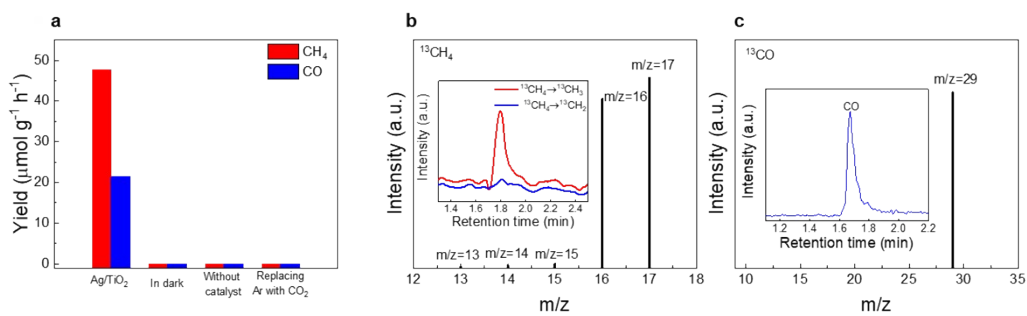 a
Yield (μmol g⁻¹ h⁻¹)
50
40
30
20
10
0
CH₄
CO
Ag/TiO₂
In dark
Without
catalyst
Replacing
Ar with CO₂
b
¹³CH₄
Intensity (a.u.)
m/z=17
m/z=16
m/z=13 m/z=14 m/z=15
¹³CH₄→¹³CH₃
¹³CH₄→¹³CH₂
Intensity (a.u.)
1.4 1.6 1.8 2.0 2.2 2.4
Retention time (min)
12 13 14 15 16 17 18
m/z
c
¹³CO
Intensity (a.u.)
m/z=29
CO
Intensity (a.u.)
1.2 1.4 1.6 1.8 2.0 2.2
Retention time (min)
10 15 20 25 30 35
m/z